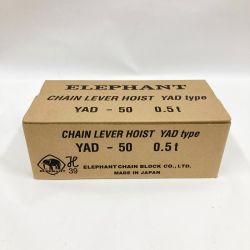 ELEPHANT
CHAIN LEVER HOIST YAD type
YAD - 50 0.5t
CHAIN LEVER HOIST YAD type
YAD - 50 0.5t
H
39
ELEPHANT CHAIN BLOCK CO., LTD.
MADE IN JAPAN